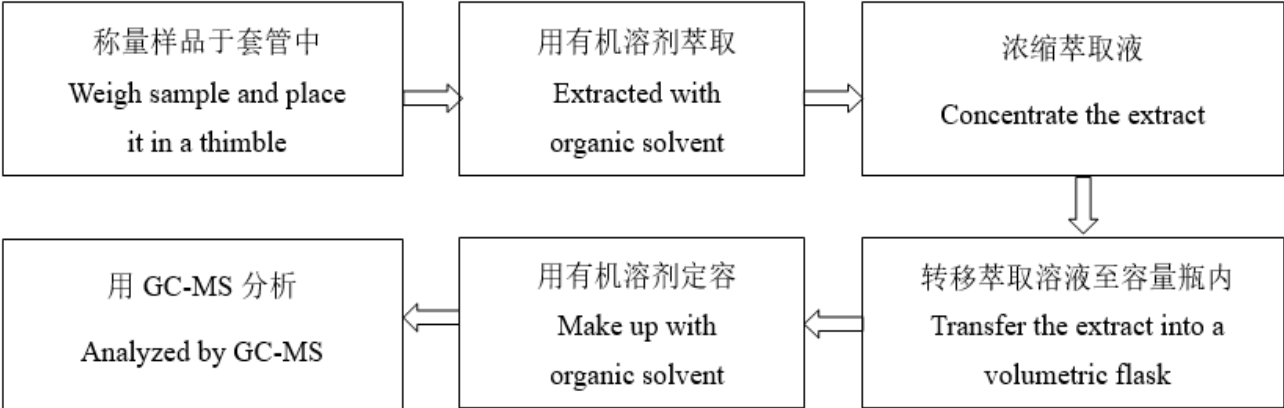 称量样品于套管中
Weigh sample and place
it in a thimble
用有机溶剂萃取
Extracted with
organic solvent
浓缩萃取液
Concentrate the extract
转移萃取溶液至容量瓶内
Transfer the extract into a
volumetric flask
用有机溶剂定容
Make up with
organic solvent
用 GC-MS 分析
Analyzed by GC-MS